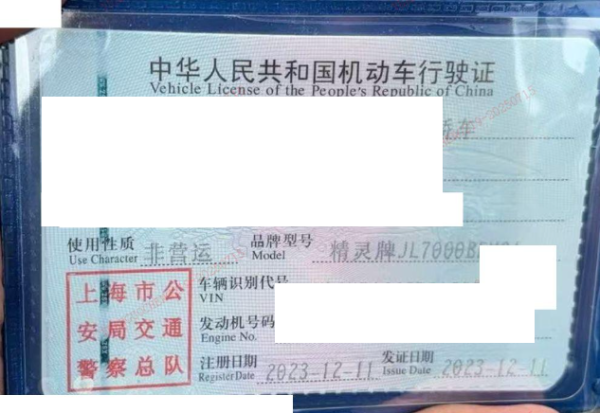 中华人民共和国机动车行驶证
Vehicle License of the People's Republic of China
轿车
使用性质 非营运 品牌型号 精灵牌JL7000B
Use Character Model
上海市公
安局交通
警察总队
车辆识别代号
VIN
发动机号码
Engine No.
注册日期 2023-12-11 发证日期 2023-12-11
Register Date Issue Date